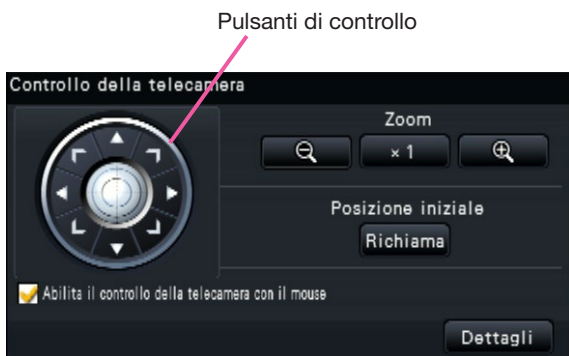 Pulsanti di controllo
Controllo della telecamera
Zoom
×1
Posizione iniziale
Richiama
Abilita il controllo della telecamera con il mouse
Dettagli